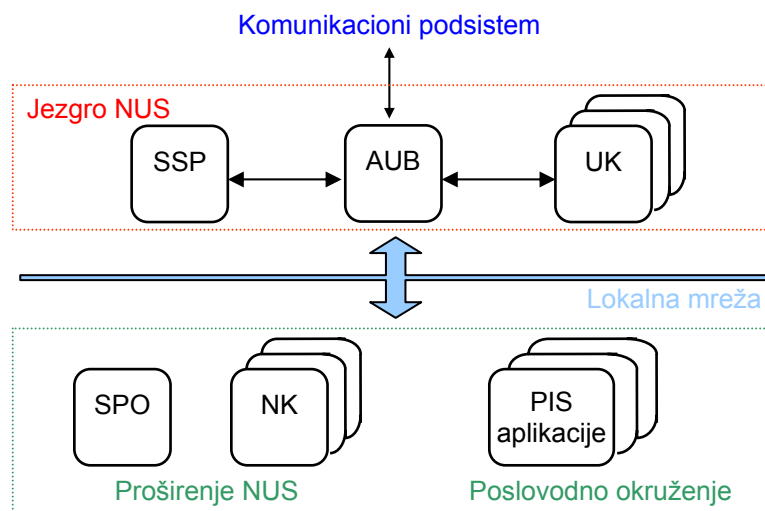 Komunikacioni podsistem
Jezgro NUS
SSP
AUB
UK
Lokalna mreža
SPO
NK
PIS
aplikacije
Proširenje NUS
Poslovodno okruženje